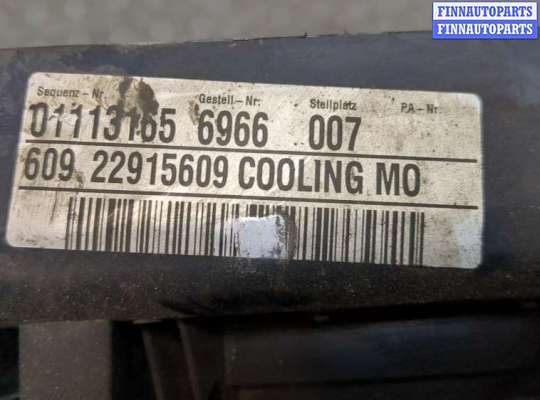 FINNAUTOPARTS
FINNAUTOPARTS
Sequenz – Nr. Gestell – Nr: Stellplatz PA – Nr.
01113165 6966 007
609 22915609 COOLING MO